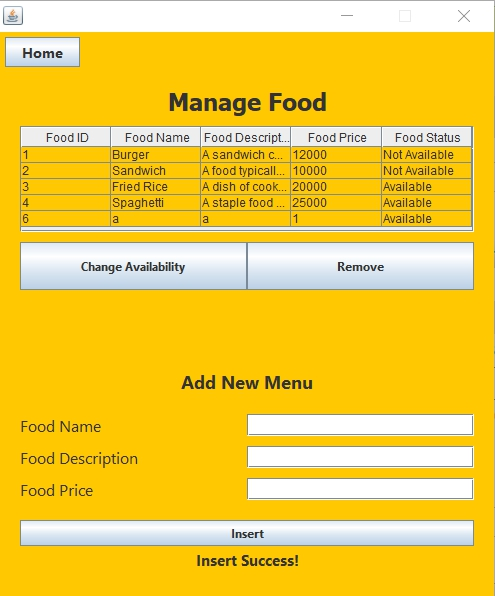 Home
Manage Food
Food ID Food Name Food Descript... Food Price Food Status
1 Burger A sandwich c... 12000 Not Available
2 Sandwich A food typicall... 10000 Not Available
3 Fried Rice A dish of cook... 20000 Available
4 Spaghetti A staple food ... 25000 Available
6 a a 1 Available
Change Availability Remove
Add New Menu
Food Name
Food Description
Food Price
Insert
Insert Success!